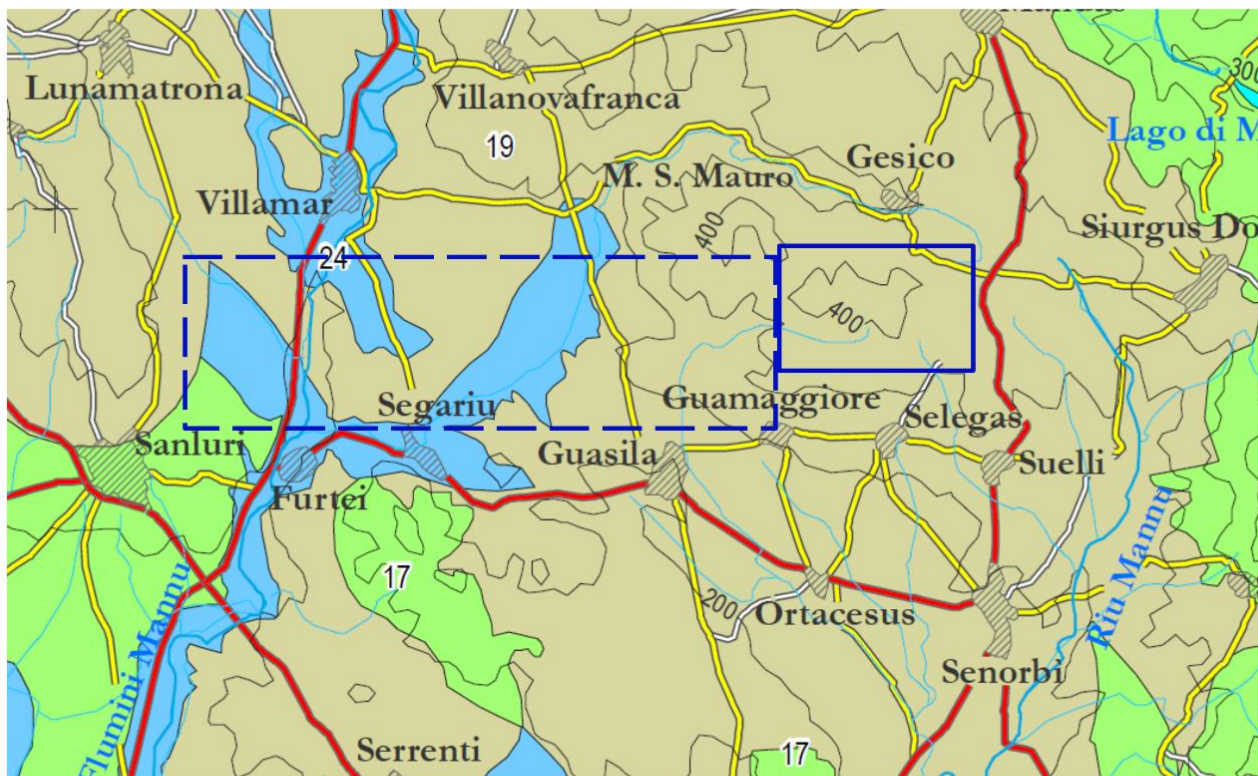 Lunamatrona
Villanovafranca
19
300
Lago di M
Gesico
M. S. Mauro
Villamar
400
Siurgus Do
24
400
Segariu
Guamaggiore
Selegas
Sanluri
Guasila
Suelli
Furtei
17
200
Ortacesus
Riu Mannu
Senorbì
Flumini Mannu
Serrenti
17